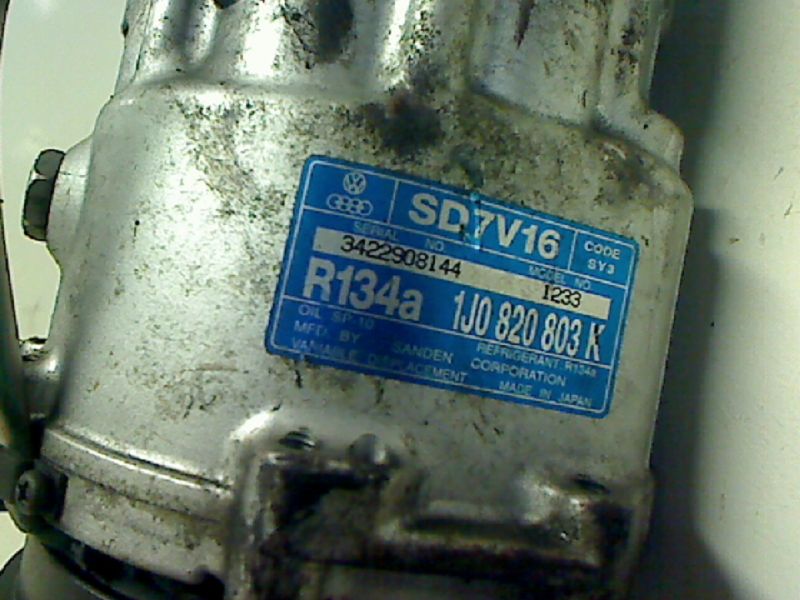 SD7V16
CODE
SV3
SERIAL NO.
MODEL NO.
3422908144
1233
R134a
1J0 820 803 K
OIL SP-10
REFRIGERANT R134a
MFD. BY SANDEN CORPORATION
VARIABLE DISPLACEMENT
MADE IN JAPAN